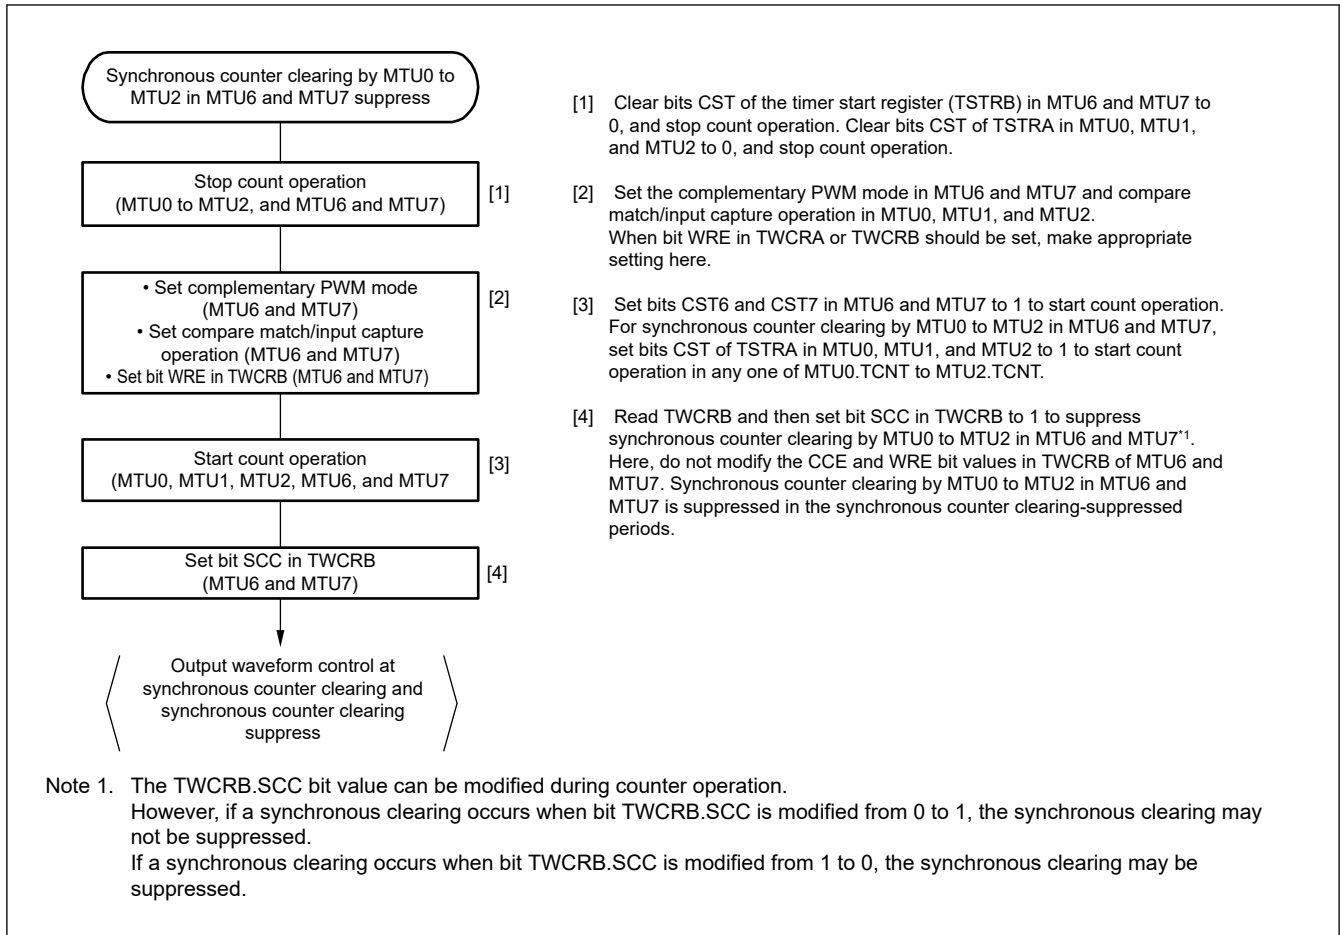 Synchronous counter clearing by MTU0 to
MTU2 in MTU6 and MTU7 suppress
Stop count operation
(MTU0 to MTU2, and MTU6 and MTU7)
[1]
• Set complementary PWM mode
(MTU6 and MTU7)
• Set compare match/input capture
operation (MTU6 and MTU7)
• Set bit WRE in TWCRB (MTU6 and MTU7)
[2]
Start count operation
(MTU0, MTU1, MTU2, MTU6, and MTU7
[3]
Set bit SCC in TWCRB
(MTU6 and MTU7)
[4]
Output waveform control at
synchronous counter clearing and
synchronous counter clearing
suppress
[1] Clear bits CST of the timer start register (TSTRB) in MTU6 and MTU7 to
0, and stop count operation. Clear bits CST of TSTRA in MTU0, MTU1,
and MTU2 to 0, and stop count operation.
[2] Set the complementary PWM mode in MTU6 and MTU7 and compare
match/input capture operation in MTU0, MTU1, and MTU2.
When bit WRE in TWCRA or TWCRB should be set, make appropriate
setting here.
[3] Set bits CST6 and CST7 in MTU6 and MTU7 to 1 to start count operation.
For synchronous counter clearing by MTU0 to MTU2 in MTU6 and MTU7,
set bits CST of TSTRA in MTU0, MTU1, and MTU2 to 1 to start count
operation in any one of MTU0.TCNT to MTU2.TCNT.
[4] Read TWCRB and then set bit SCC in TWCRB to 1 to suppress
synchronous counter clearing by MTU0 to MTU2 in MTU6 and MTU7*1.
Here, do not modify the CCE and WRE bit values in TWCRB of MTU6 and
MTU7. Synchronous counter clearing by MTU0 to MTU2 in MTU6 and
MTU7 is suppressed in the synchronous counter clearing-suppressed
periods.
Note 1. The TWCRB.SCC bit value can be modified during counter operation.
However, if a synchronous clearing occurs when bit TWCRB.SCC is modified from 0 to 1, the synchronous clearing may
not be suppressed.
If a synchronous clearing occurs when bit TWCRB.SCC is modified from 1 to 0, the synchronous clearing may be
suppressed.